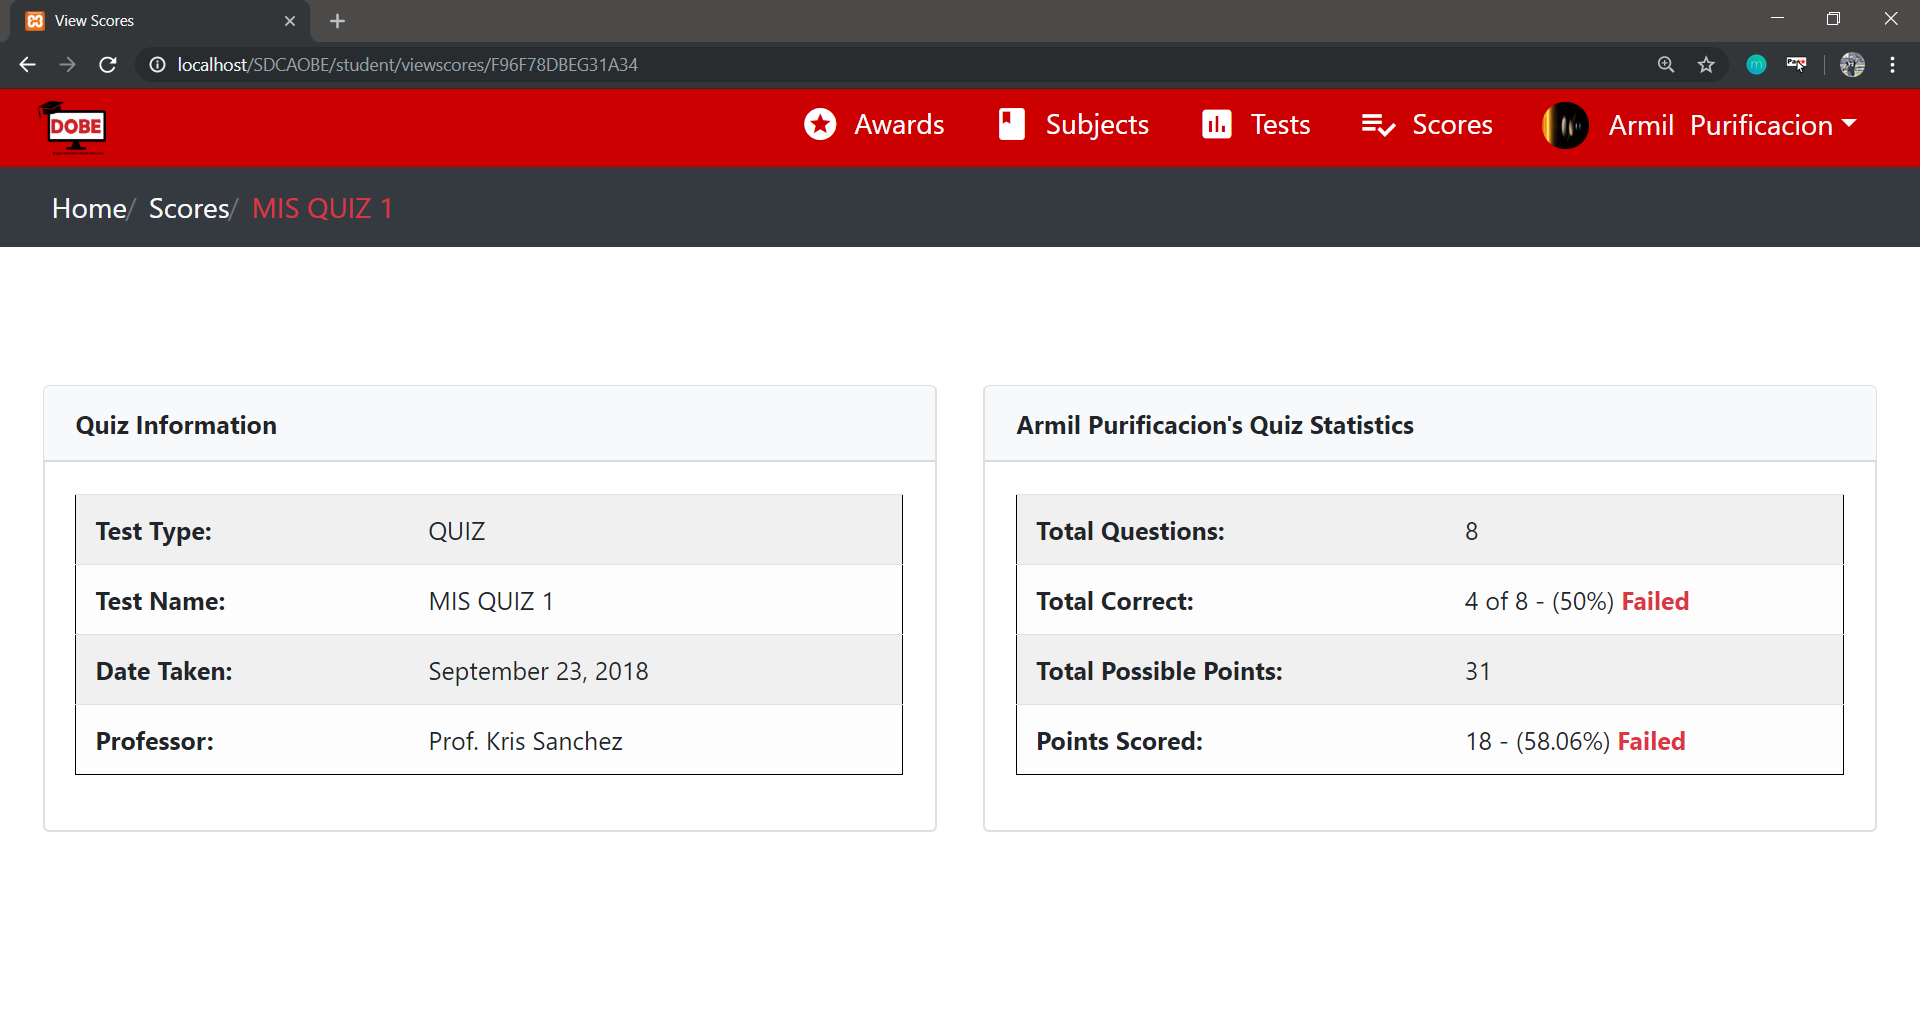 View Scores
localhost/SDCAOBE/student/viewscores/F96F78DBEG31A34
DOBE
Awards
Subjects
Tests
Scores
Armil Purificacion
Home/ Scores/ MIS QUIZ 1
Quiz Information
Test Type: QUIZ
Test Name: MIS QUIZ 1
Date Taken: September 23, 2018
Professor: Prof. Kris Sanchez
Armil Purificacion's Quiz Statistics
Total Questions: 8
Total Correct: 4 of 8 - (50%) Failed
Total Possible Points: 31
Points Scored: 18 - (58.06%) Failed